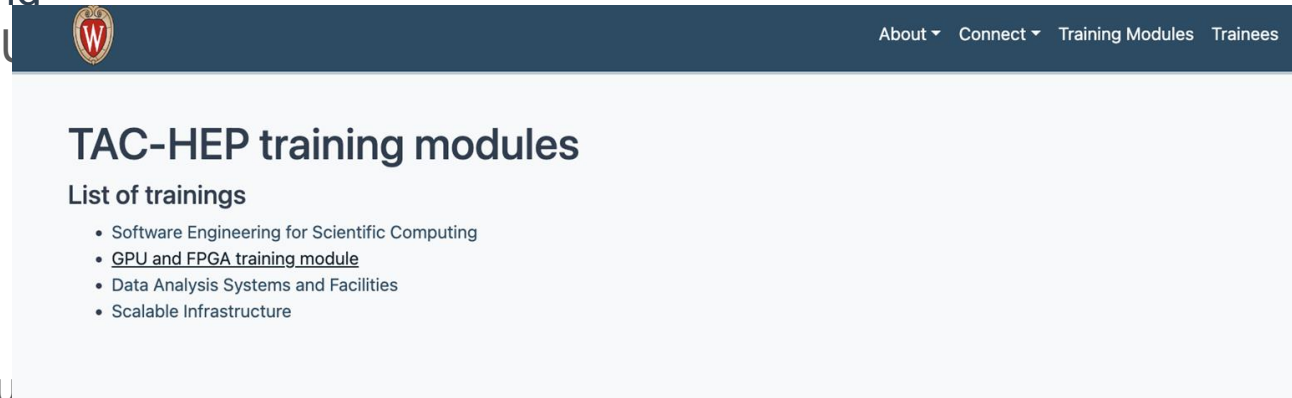 W
About Connect Training Modules Trainees
TAC-HEP training modules
List of trainings
• Software Engineering for Scientific Computing
• GPU and FPGA training module
• Data Analysis Systems and Facilities
• Scalable Infrastructure